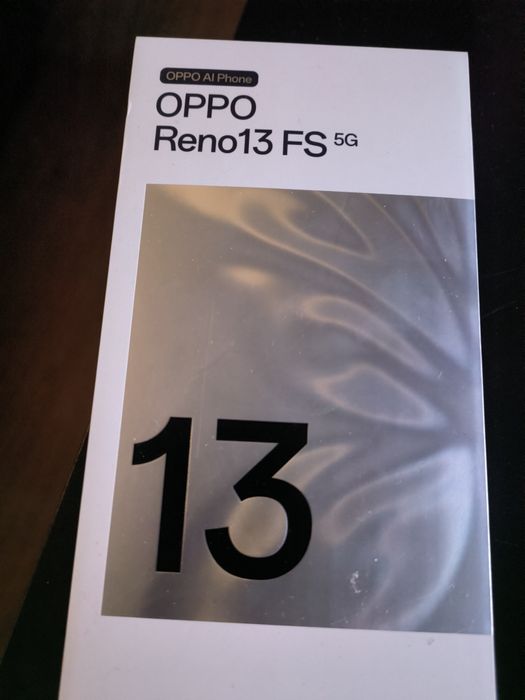 OPPO AI Phone
OPPO
Reno13 FS 5G
13